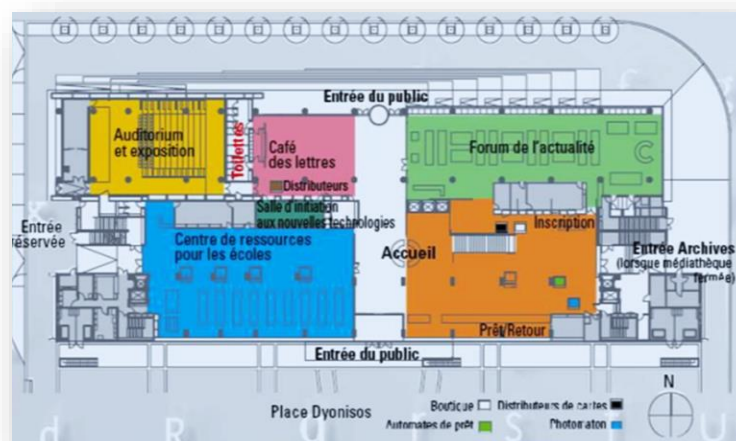 Entrée du public
Auditorium
et exposition
Toilettes
Café
des lettres
Distributeurs
Forum de l'actualité
Salle d'initiation
aux nouvelles technologies
Inscription
Entrée
réservée
Centre de ressources
pour les écoles
Accueil
Entrée Archives
(lorsque médiathèque
fermée)
Prêt/Retour
Entrée du public
N
Place Dyonisos
Boutique
Distributeurs de cartes
Automates de prêt
Photomaton
d R q u r s t U